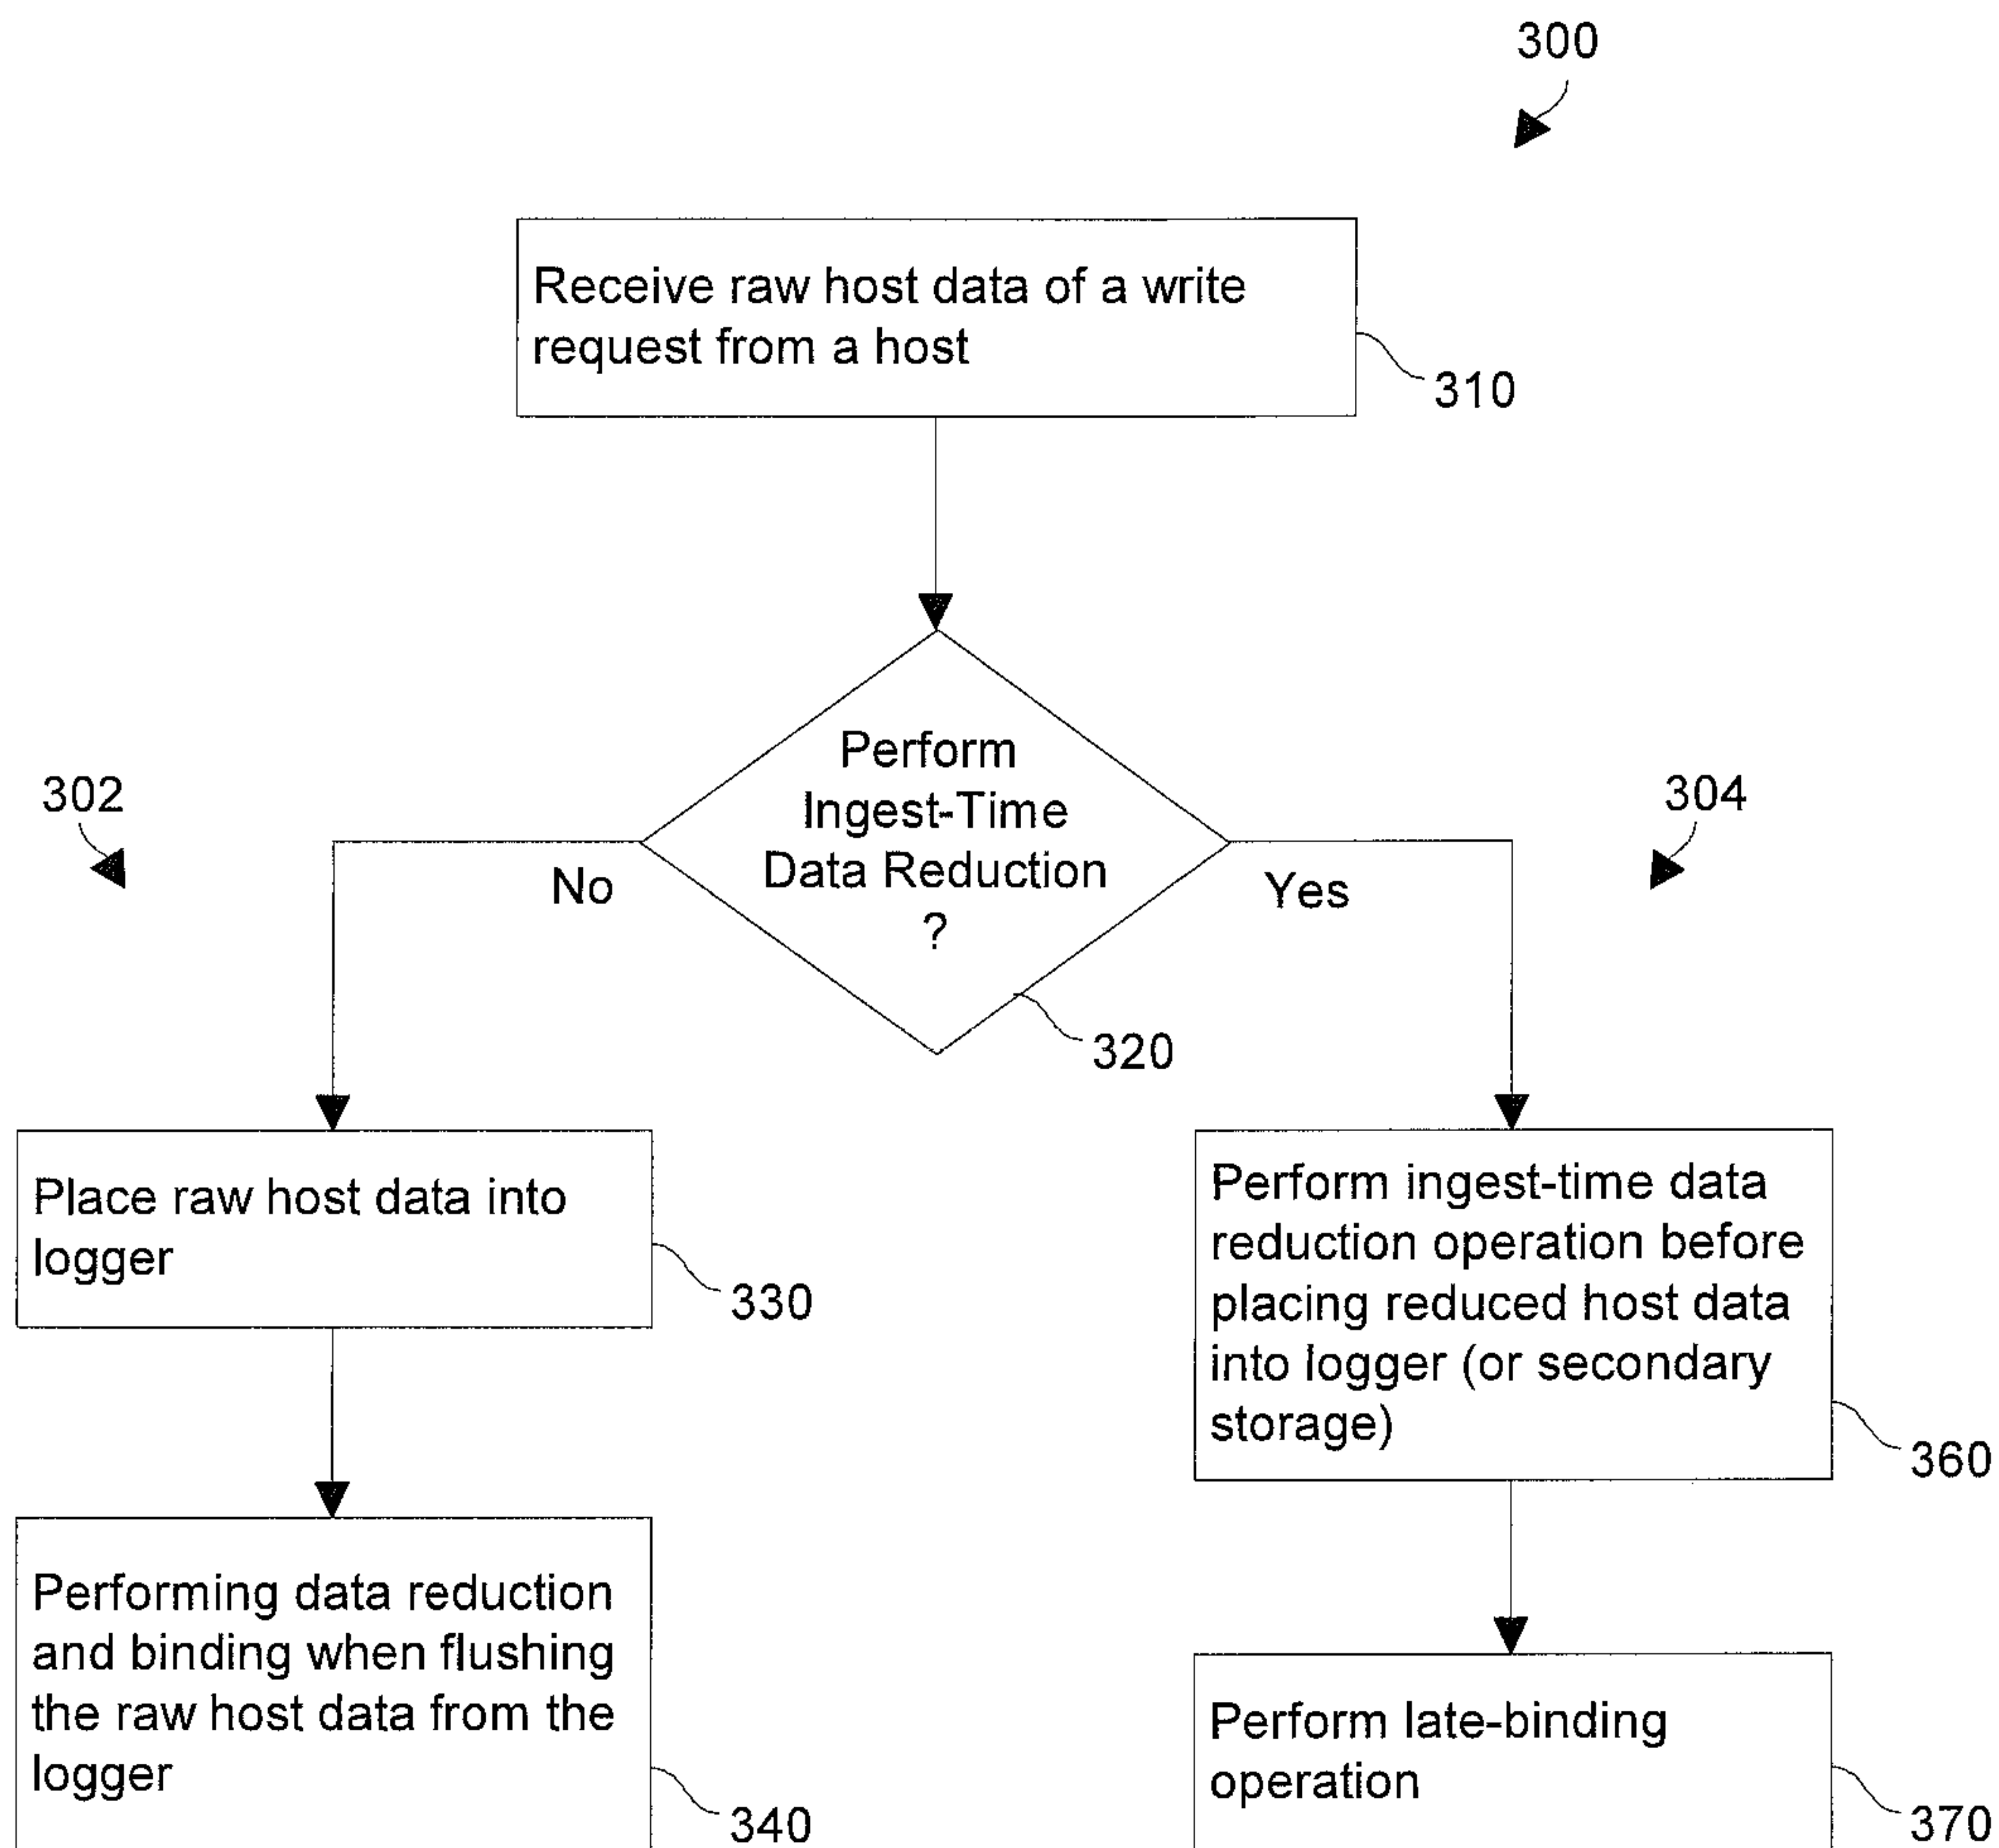 300
Receive raw host data of a write
request from a host
310
Perform
Ingest-Time
Data Reduction
?
302
304
No
Yes
320
Place raw host data into
logger
330
Perform ingest-time data
reduction operation before
placing reduced host data
into logger (or secondary
storage)
360
Performing data reduction
and binding when flushing
the raw host data from the
logger
340
Perform late-binding
operation
370